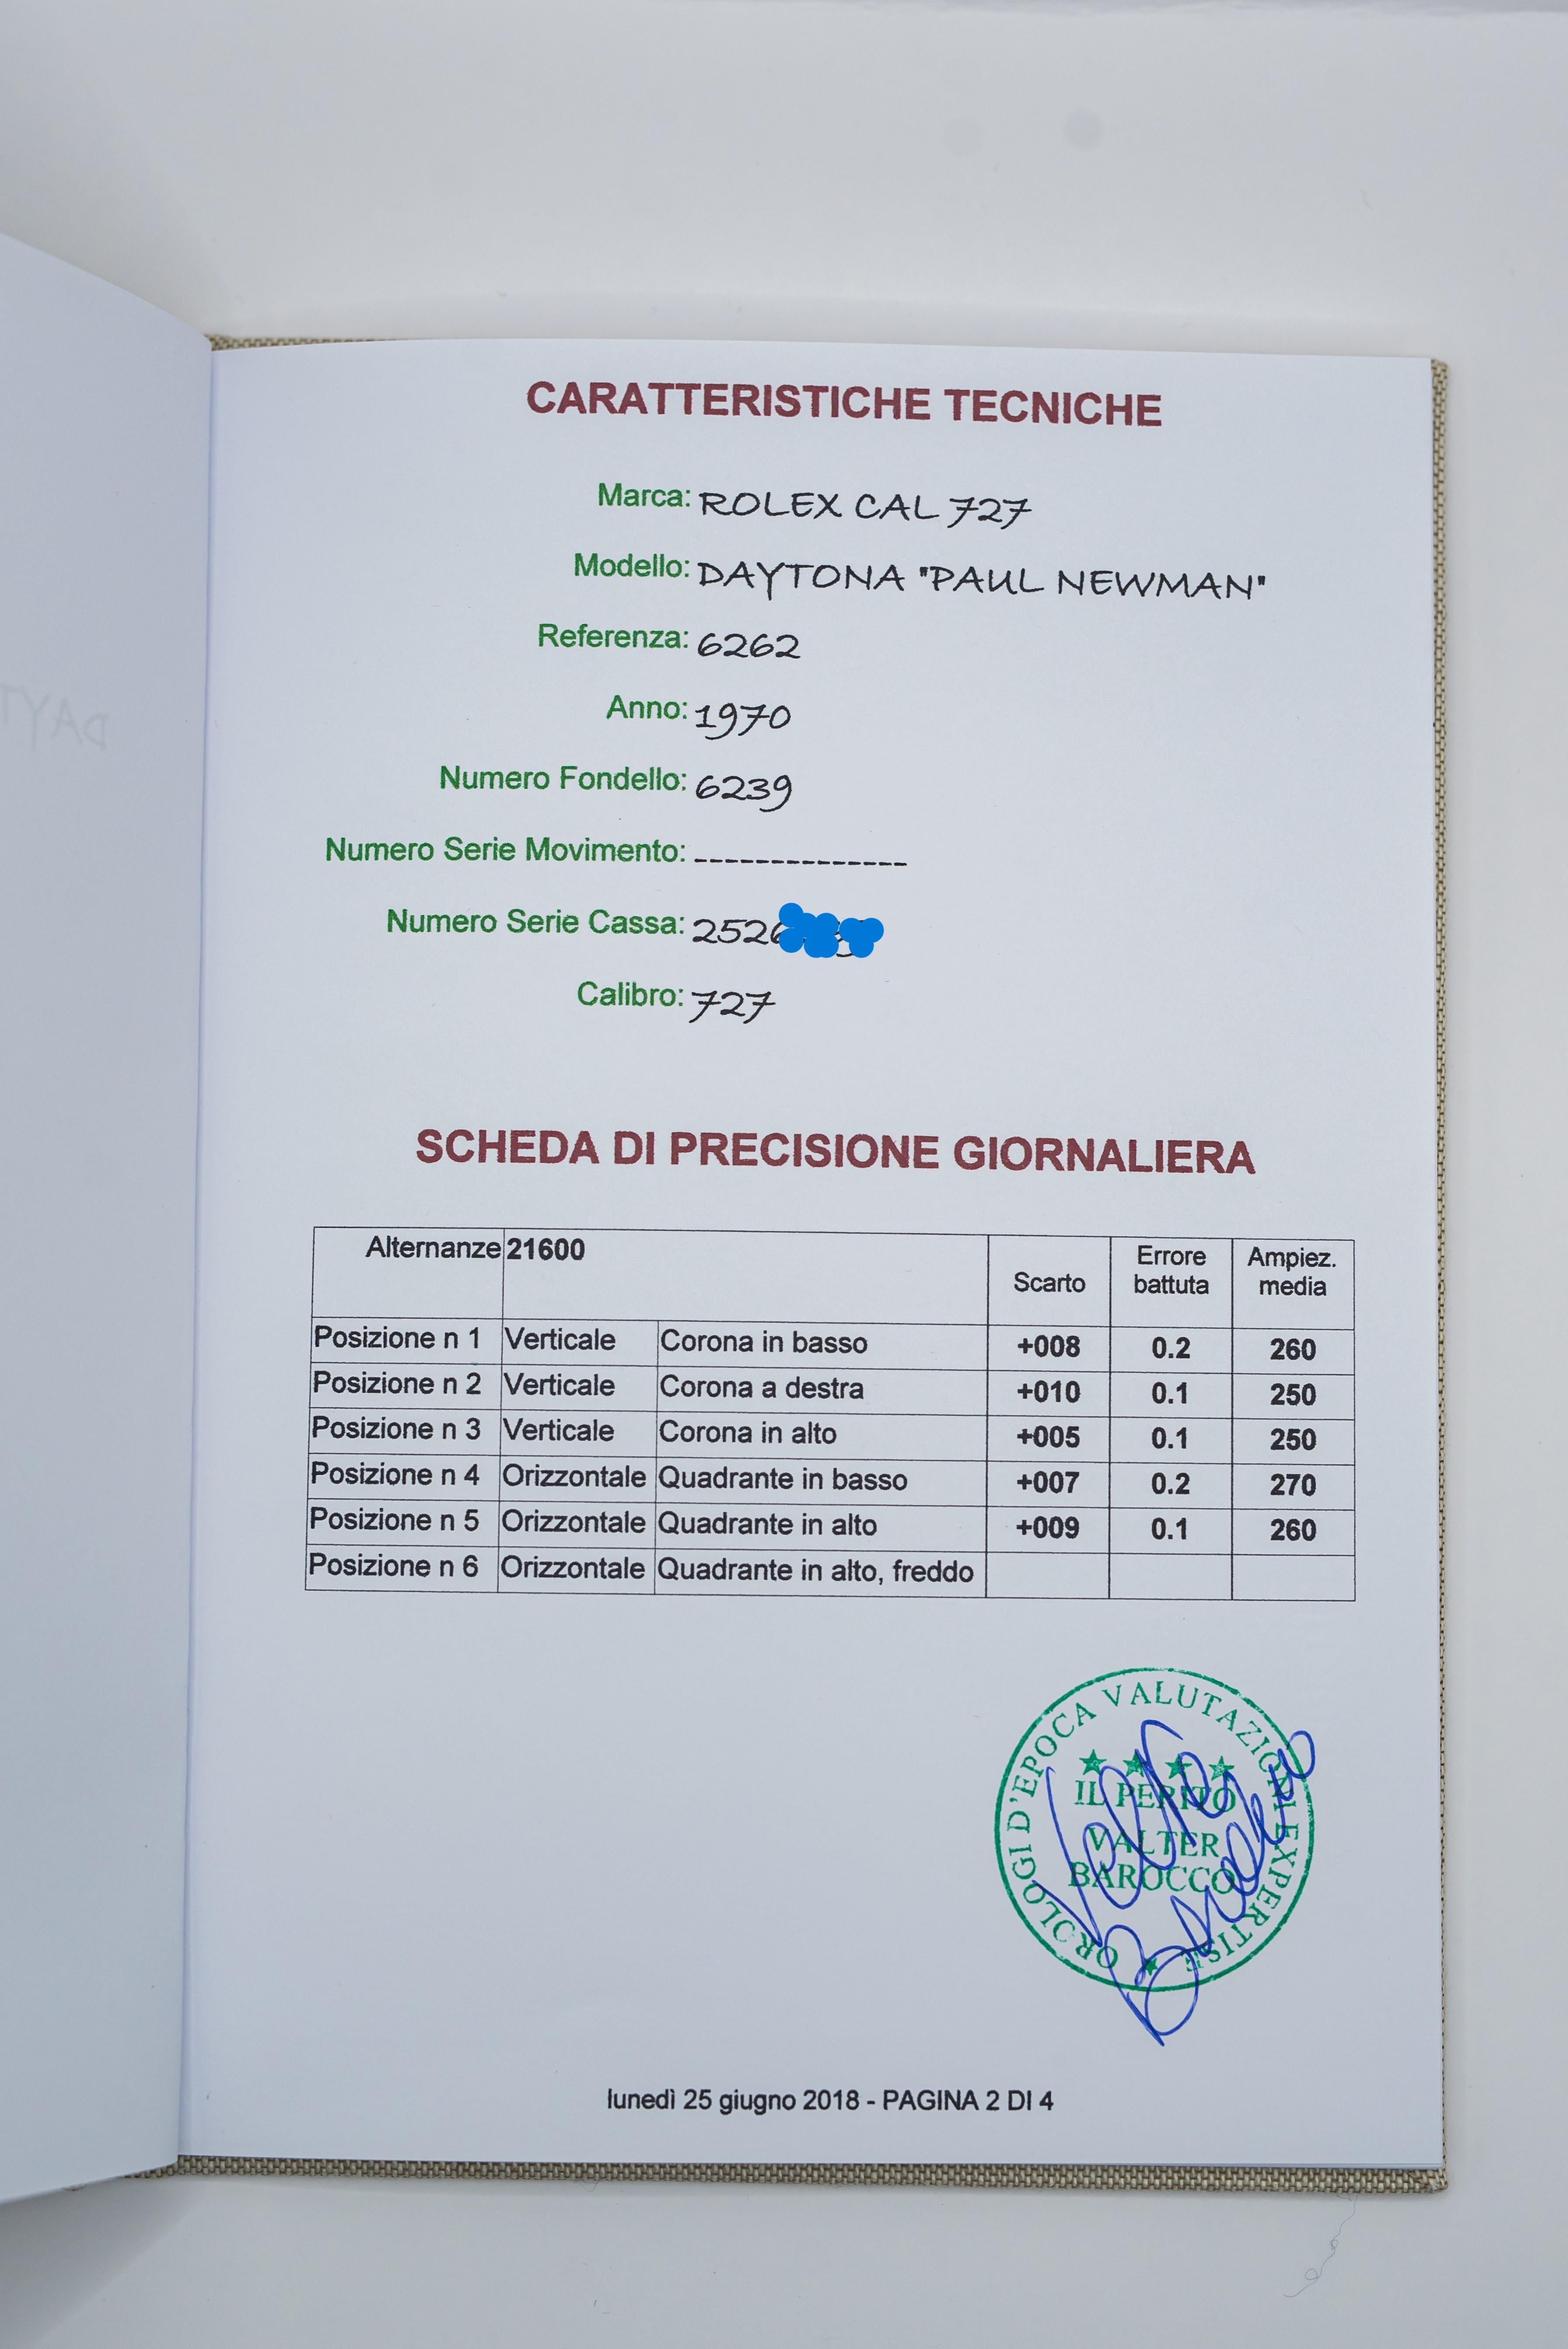 CARATTERISTICHE TECNICHE
Marca: ROLEX CAL 727
Modello: DAYTONA "PAUL NEWMAN"
Referenza: 6262
Anno: 1970
Numero Fondello: 6239
Numero Serie Movimento: --------------
Numero Serie Cassa: 2526
Calibro: 727
SCHEDA DI PRECISIONE GIORNALIERA
Alternanze 21600 Scarto Errore battuta Ampiez. media
Posizione n 1 Verticale Corona in basso +008 0.2 260
Posizione n 2 Verticale Corona a destra +010 0.1 250
Posizione n 3 Verticale Corona in alto +005 0.1 250
Posizione n 4 Orizzontale Quadrante in basso +007 0.2 270
Posizione n 5 Orizzontale Quadrante in alto +009 0.1 260
Posizione n 6 Orizzontale Quadrante in alto, freddo
OROLOGI D'EPOCA VALUTAZIONI EXPERTISE
IL PERITO
VALTER
BAROCCO
Valter Barocco
lunedì 25 giugno 2018 - PAGINA 2 DI 4